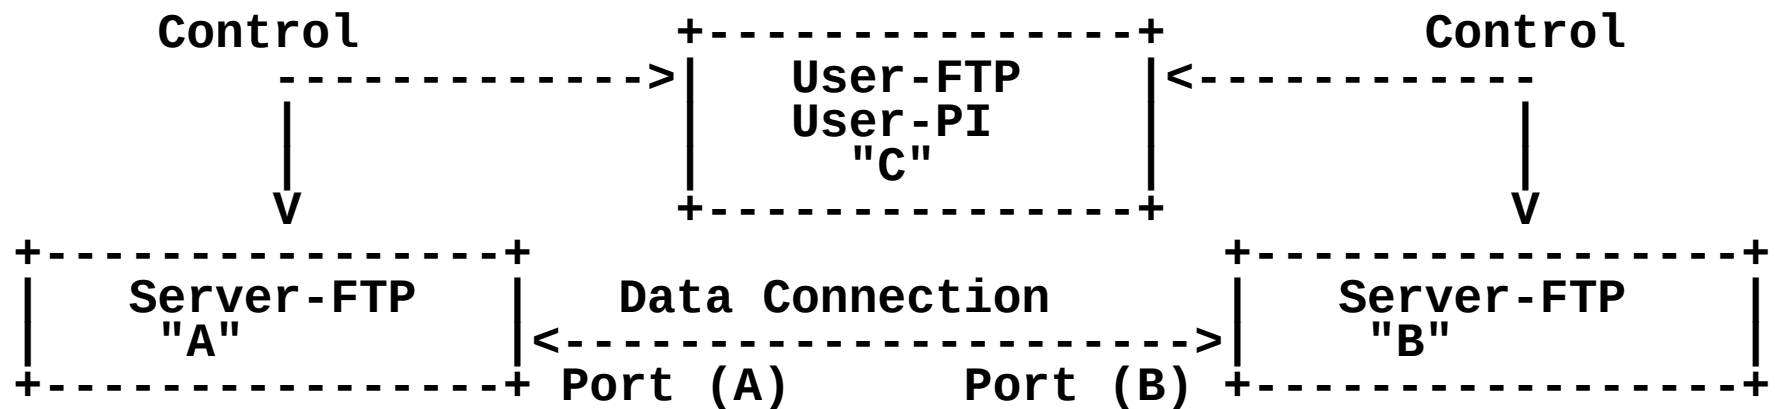 Control Control
User-FTP
User-PI
"C"
Server-FTP Data Connection Server-FTP
"A" "B"
Port (A) Port (B)